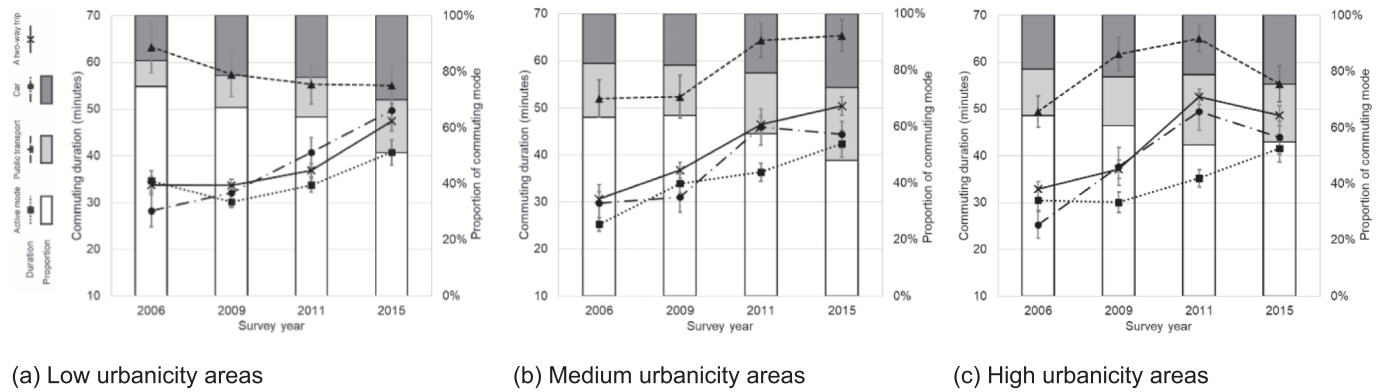 A two-way trip
Car
Public transport
Active mode
Duration
Proportion
Commuting duration (minutes)
70
60
50
40
30
20
10
100%
80%
60%
40%
20%
0%
Proportion of commuting mode
2006 2009 2011 2015
Survey year
(a) Low urbanicity areas
Commuting duration (minutes)
70
60
50
40
30
20
10
100%
80%
60%
40%
20%
0%
Proportion of commuting mode
2006 2009 2011 2015
Survey year
(b) Medium urbanicity areas
Commuting duration (minutes)
70
60
50
40
30
20
10
100%
80%
60%
40%
20%
0%
Proportion of commuting mode
2006 2009 2011 2015
Survey year
(c) High urbanicity areas